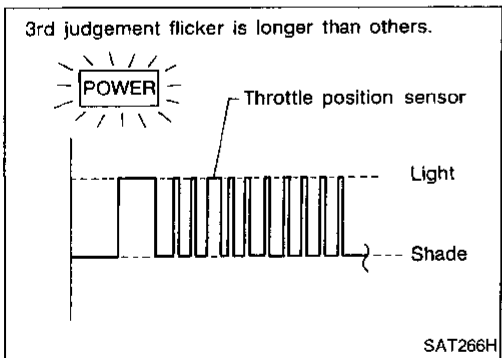 3rd judgement flicker is longer than others.
POWER
Throttle position sensor
Light
Shade
SAT266H